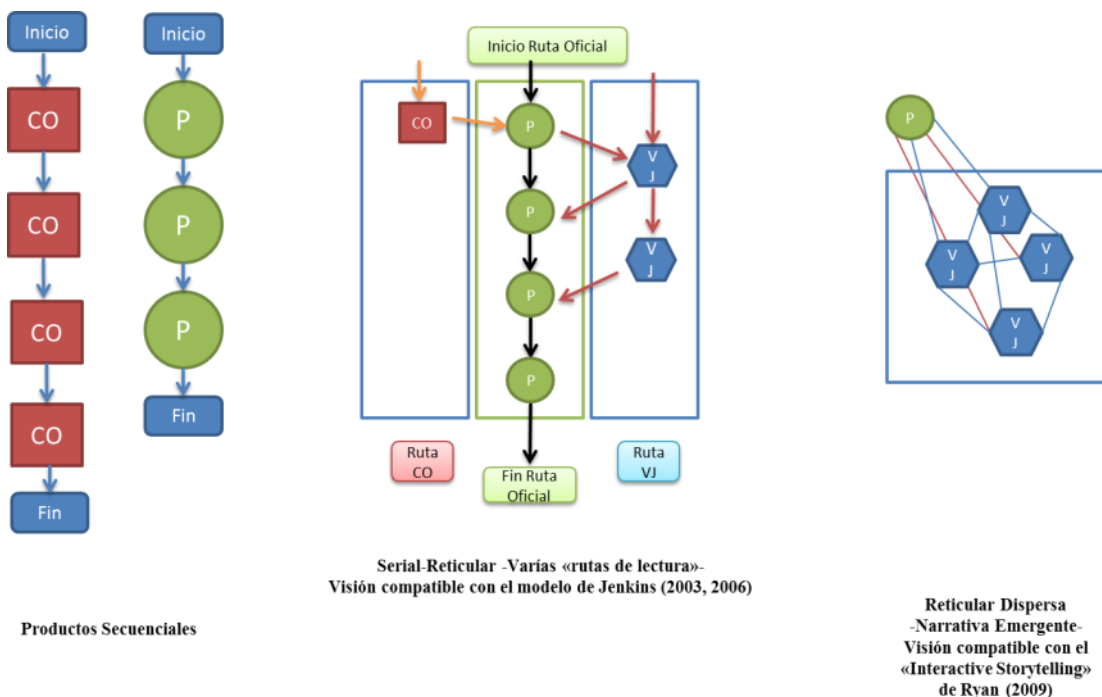 Inicio
CO
CO
CO
CO
Fin
Inicio
P
P
P
Fin
Productos Secuenciales
Inicio Ruta Oficial
CO
P
P
P
P
V
J
V
J
Ruta
CO
Fin Ruta
Oficial
Ruta
VJ
Serial-Reticular -Varías «rutas de lectura»-
Visión compatible con el modelo de Jenkins (2003, 2006)
P
V
J
V
J
V
J
V
J
Reticular Dispersa
-Narrativa Emergente-
Visión compatible con el
«Interactive Storytelling»
de Ryan (2009)